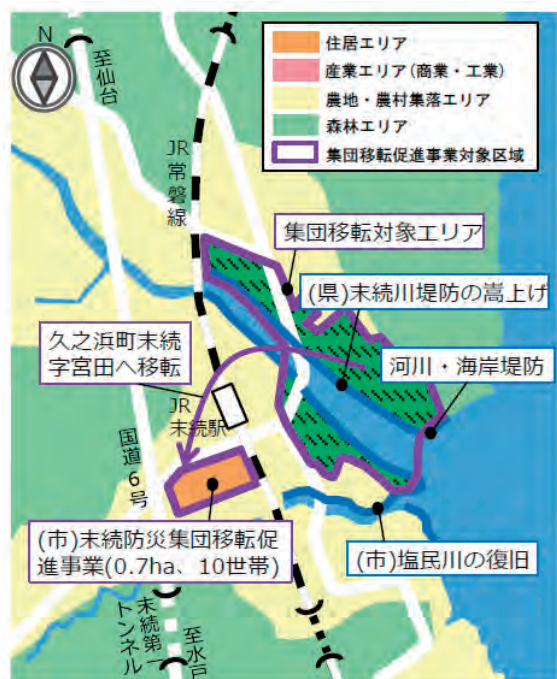 N
至仙台
住居エリア
産業エリア(商業・工業)
農地・農村集落エリア
森林エリア
集団移転促進事業対象区域
JR常磐線
集団移転対象エリア
(県)末続川堤防の嵩上げ
久之浜町末続
字宮田へ移転
河川・海岸堤防
JR
末続駅
国道6号
(市)末続防災集団移転促
進事業(0.7ha、10世帯)
(市)塩民川の復旧
末続第一
トンネル
至水戸